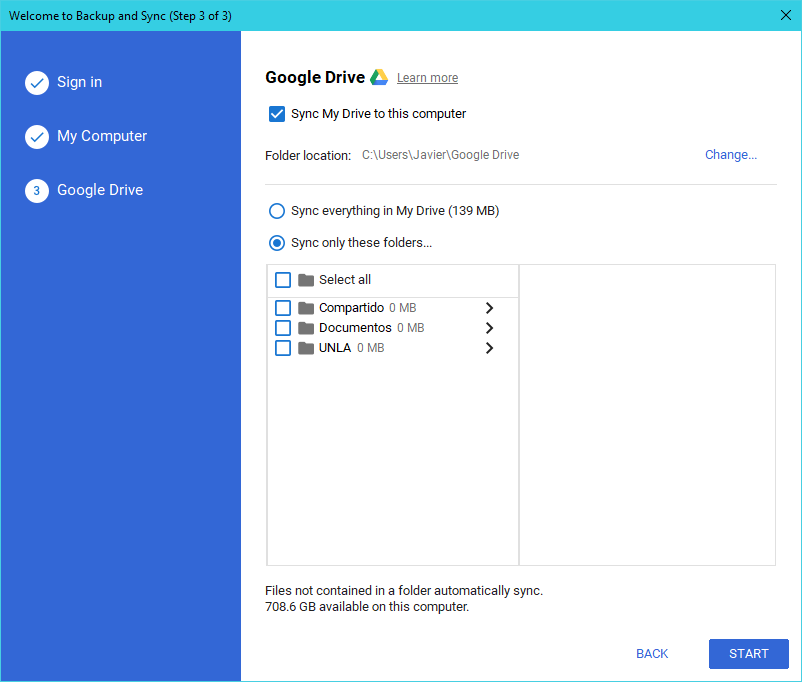 Welcome to Backup and Sync (Step 3 of 3)
Sign in
My Computer
3 Google Drive
Google Drive Learn more
Sync My Drive to this computer
Folder location: C:\Users\Javier\Google Drive Change...
Sync everything in My Drive (139 MB)
Sync only these folders...
Select all
Compartido 0 MB
Documentos 0 MB
UNLA 0 MB
Files not contained in a folder automatically sync.
708.6 GB available on this computer.
BACK START